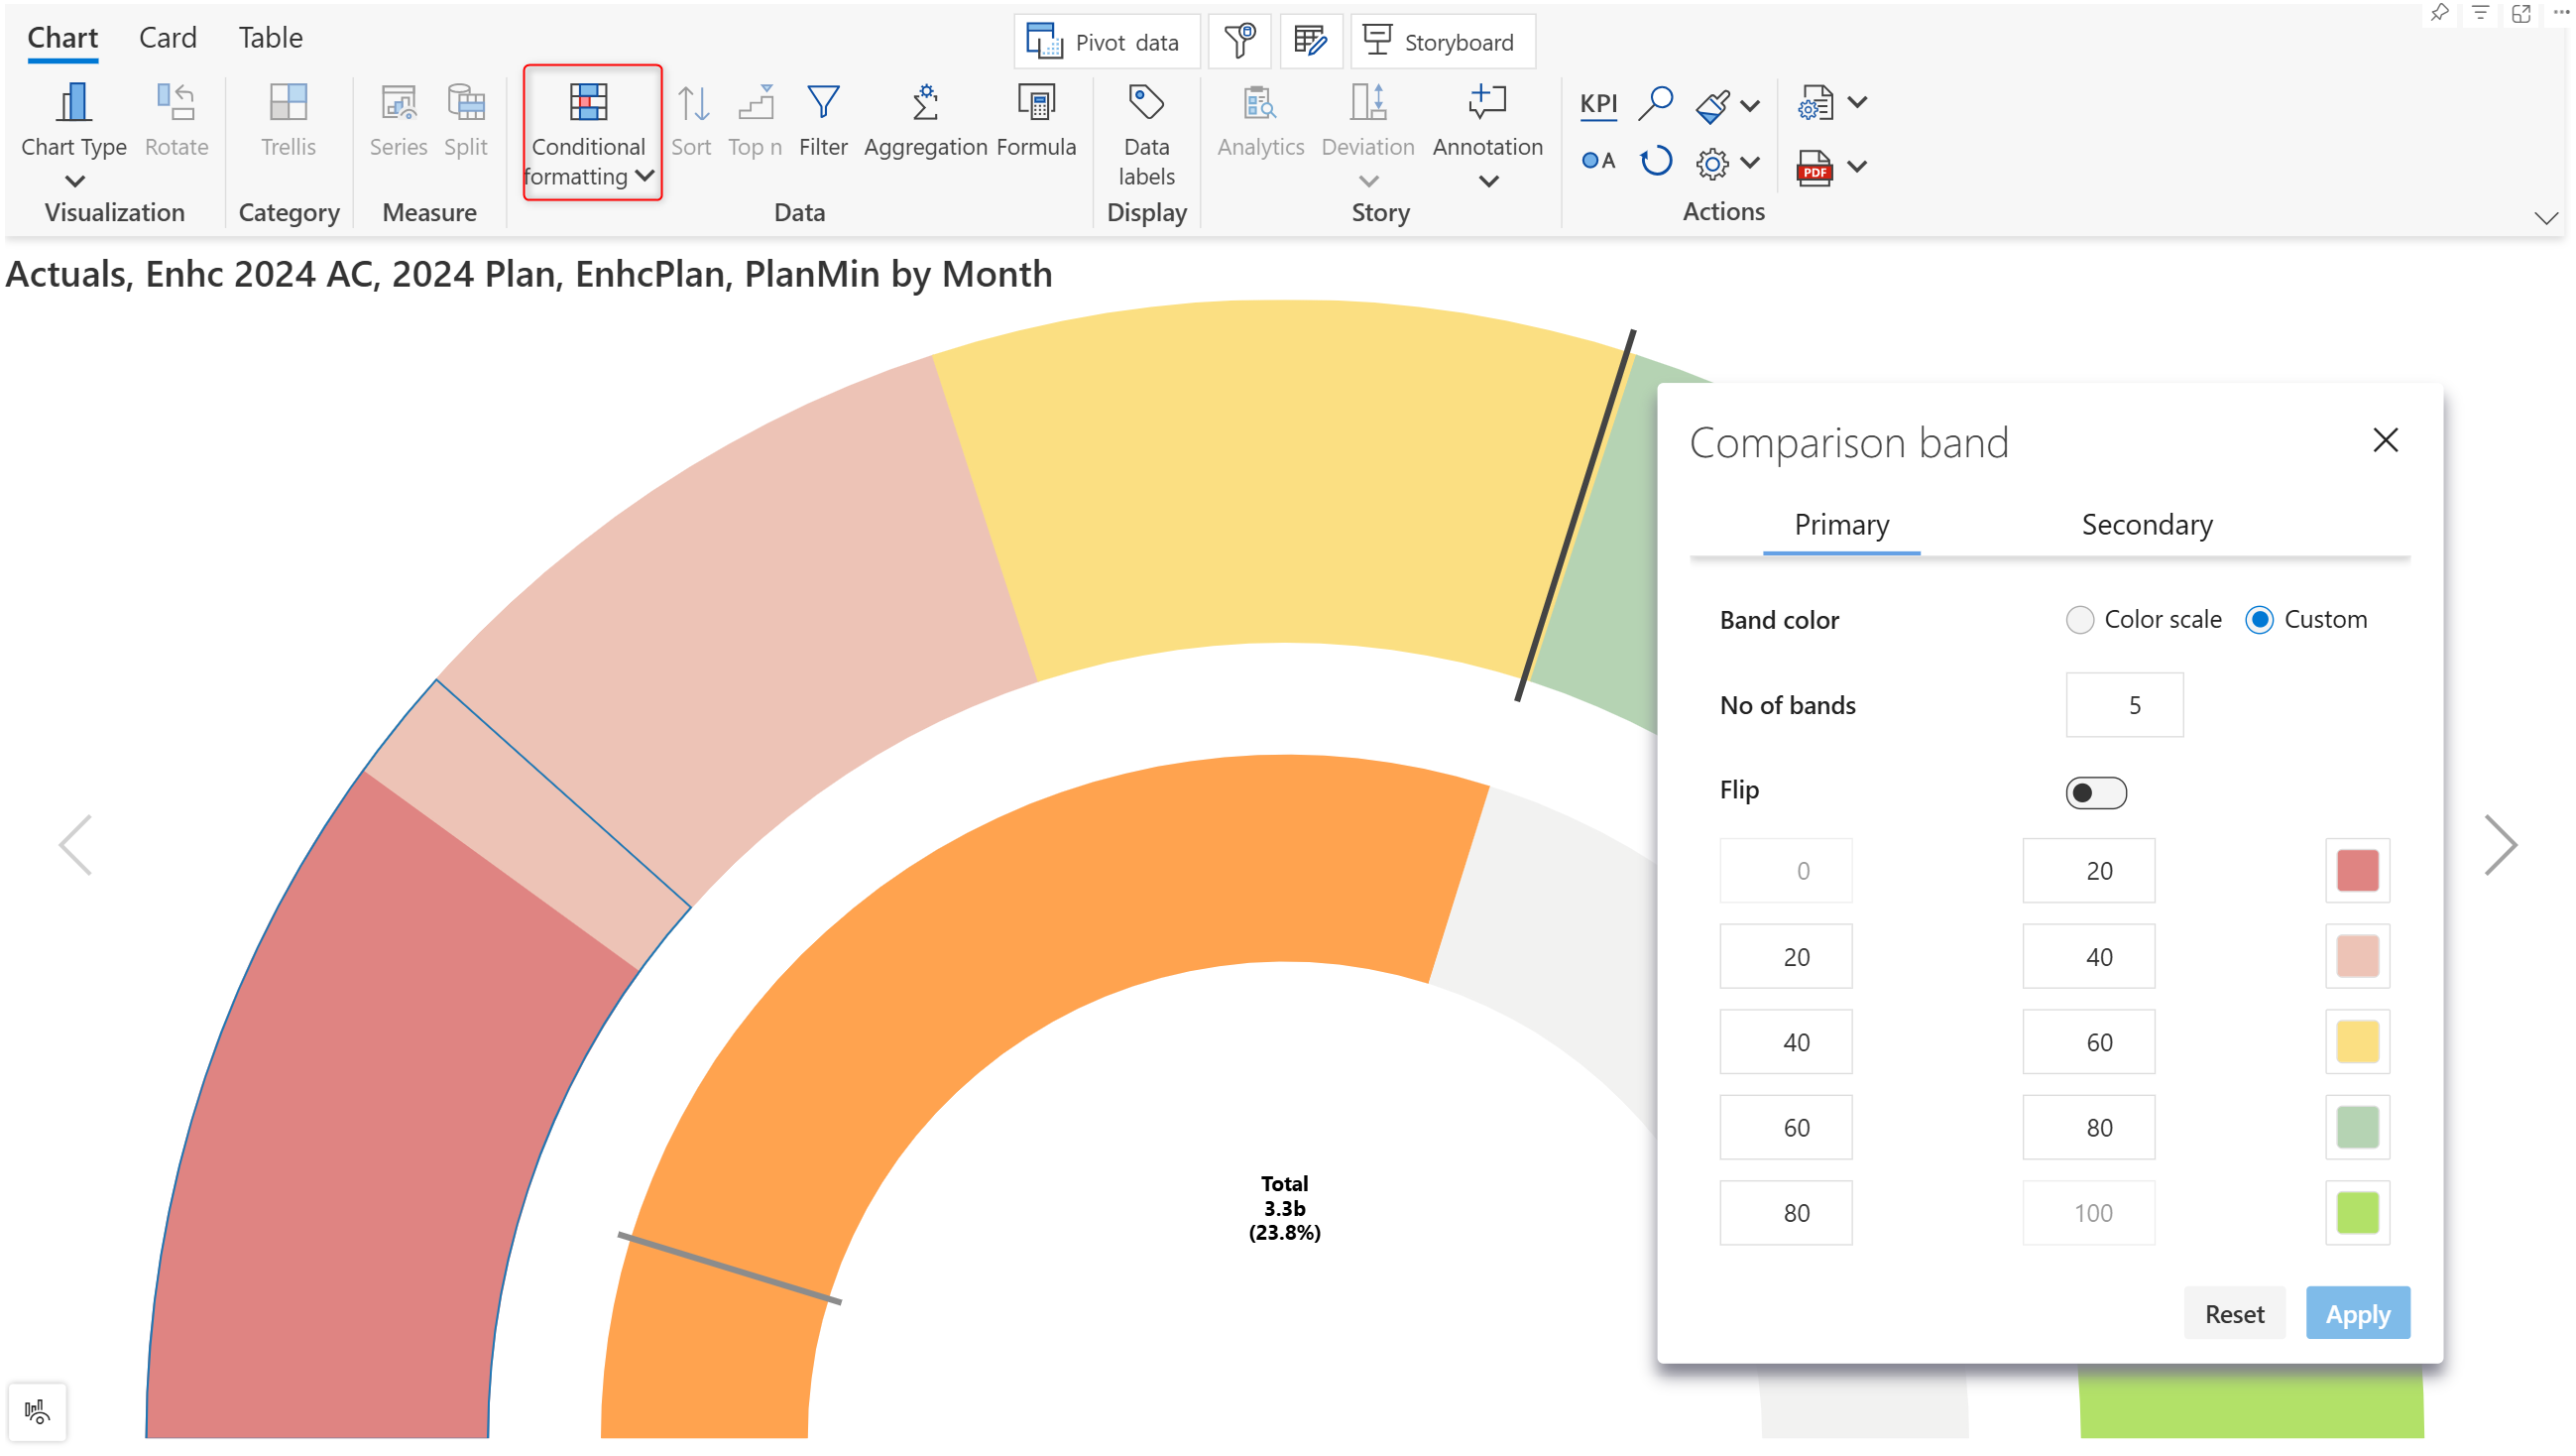 Chart Card Table
Pivot data Storyboard
Conditional
formatting
Chart Type Rotate Trellis Series Split Sort Top n Filter Aggregation Formula
Data
labels
Analytics Deviation Annotation
KPI
A
PDF
Visualization Category Measure Data Display Story Actions
Actuals, Enhc 2024 AC, 2024 Plan, EnhcPlan, PlanMin by Month
Comparison band
Primary Secondary
Band color Color scale Custom
No of bands 5
Flip
0 20
20 40
40 60
60 80
80 100
Reset Apply
Total
3.3b
(23.8%)